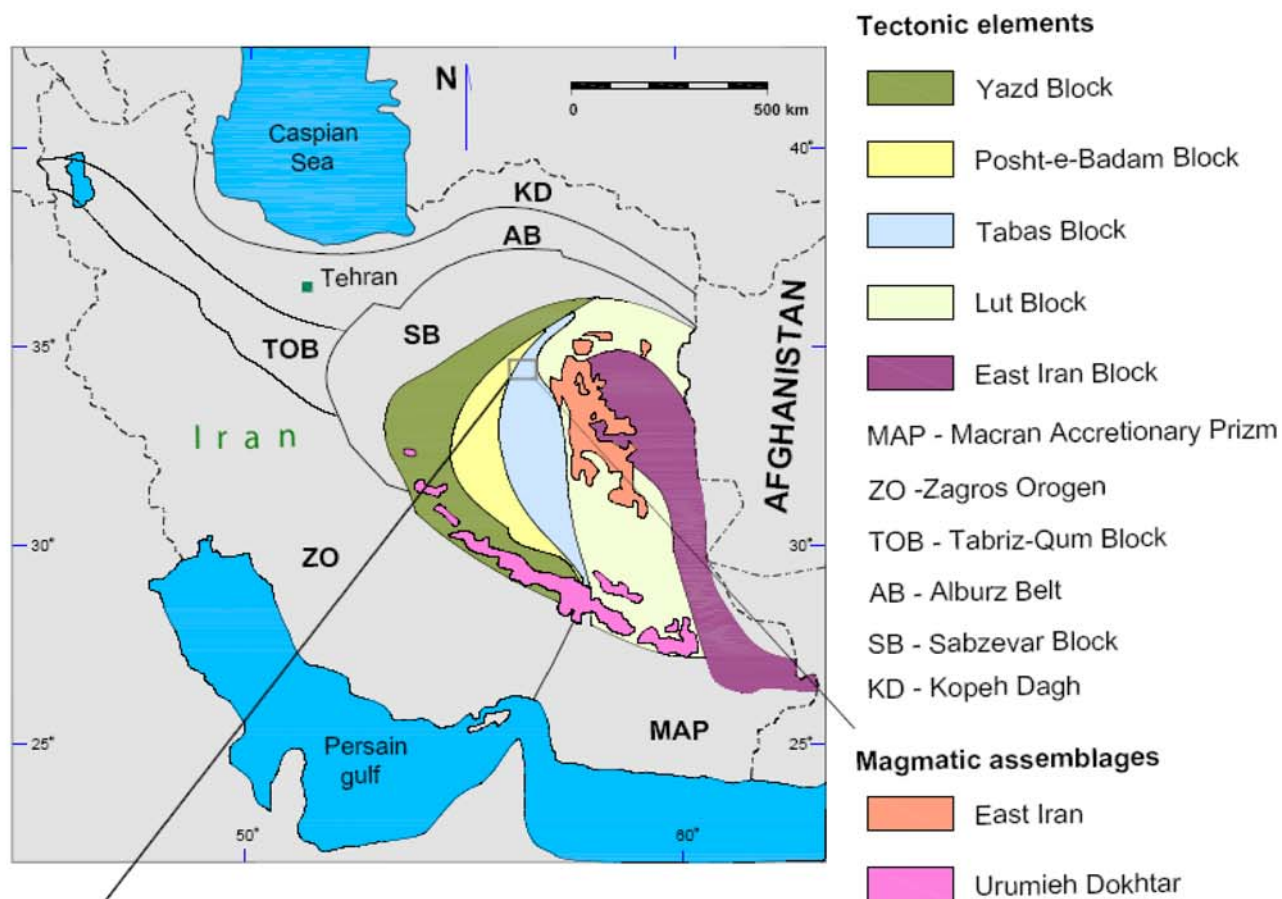 Tectonic elements
Yazd Block
Posht-e-Badam Block
Tabas Block
Lut Block
East Iran Block
MAP - Macran Accretionary Prizm
ZO -Zagros Orogen
TOB - Tabriz-Qum Block
AB - Alburz Belt
SB - Sabzevar Block
KD - Kopeh Dagh
Magmatic assemblages
East Iran
Urumieh Dokhtar
N
0
500 km
Caspian
Sea
40°
KD
AB
Tehran
SB
TOB
35°
35°
AFGHANISTAN
Iran
ZO
30°
30°
MAP
25°
25°
Persain
gulf
50°
60°